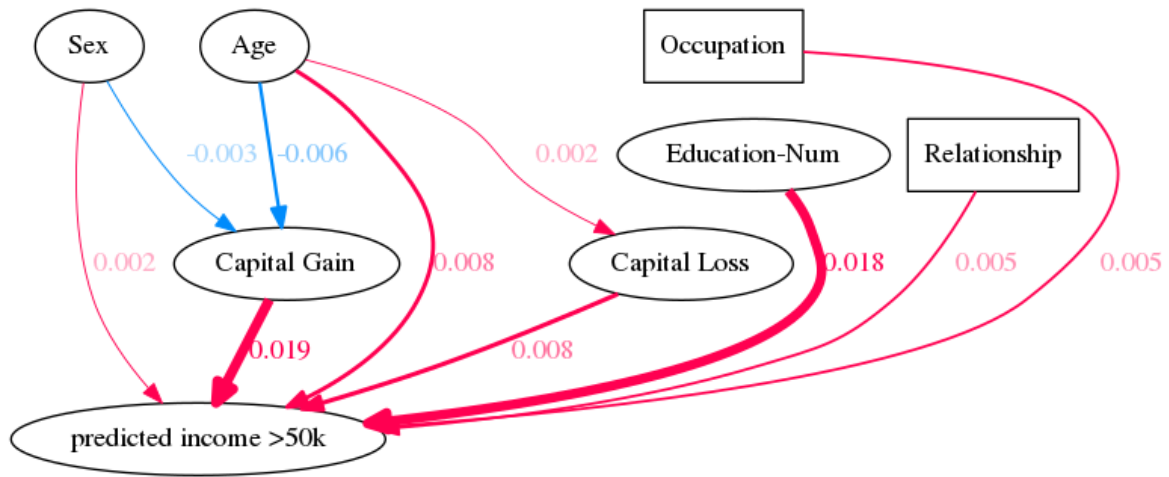 Sex
Age
Occupation
-0.003
-0.006
0.002
Education-Num
Relationship
0.002
Capital Gain
0.008
Capital Loss
0.018
0.005
0.005
0.019
0.008
predicted income >50k